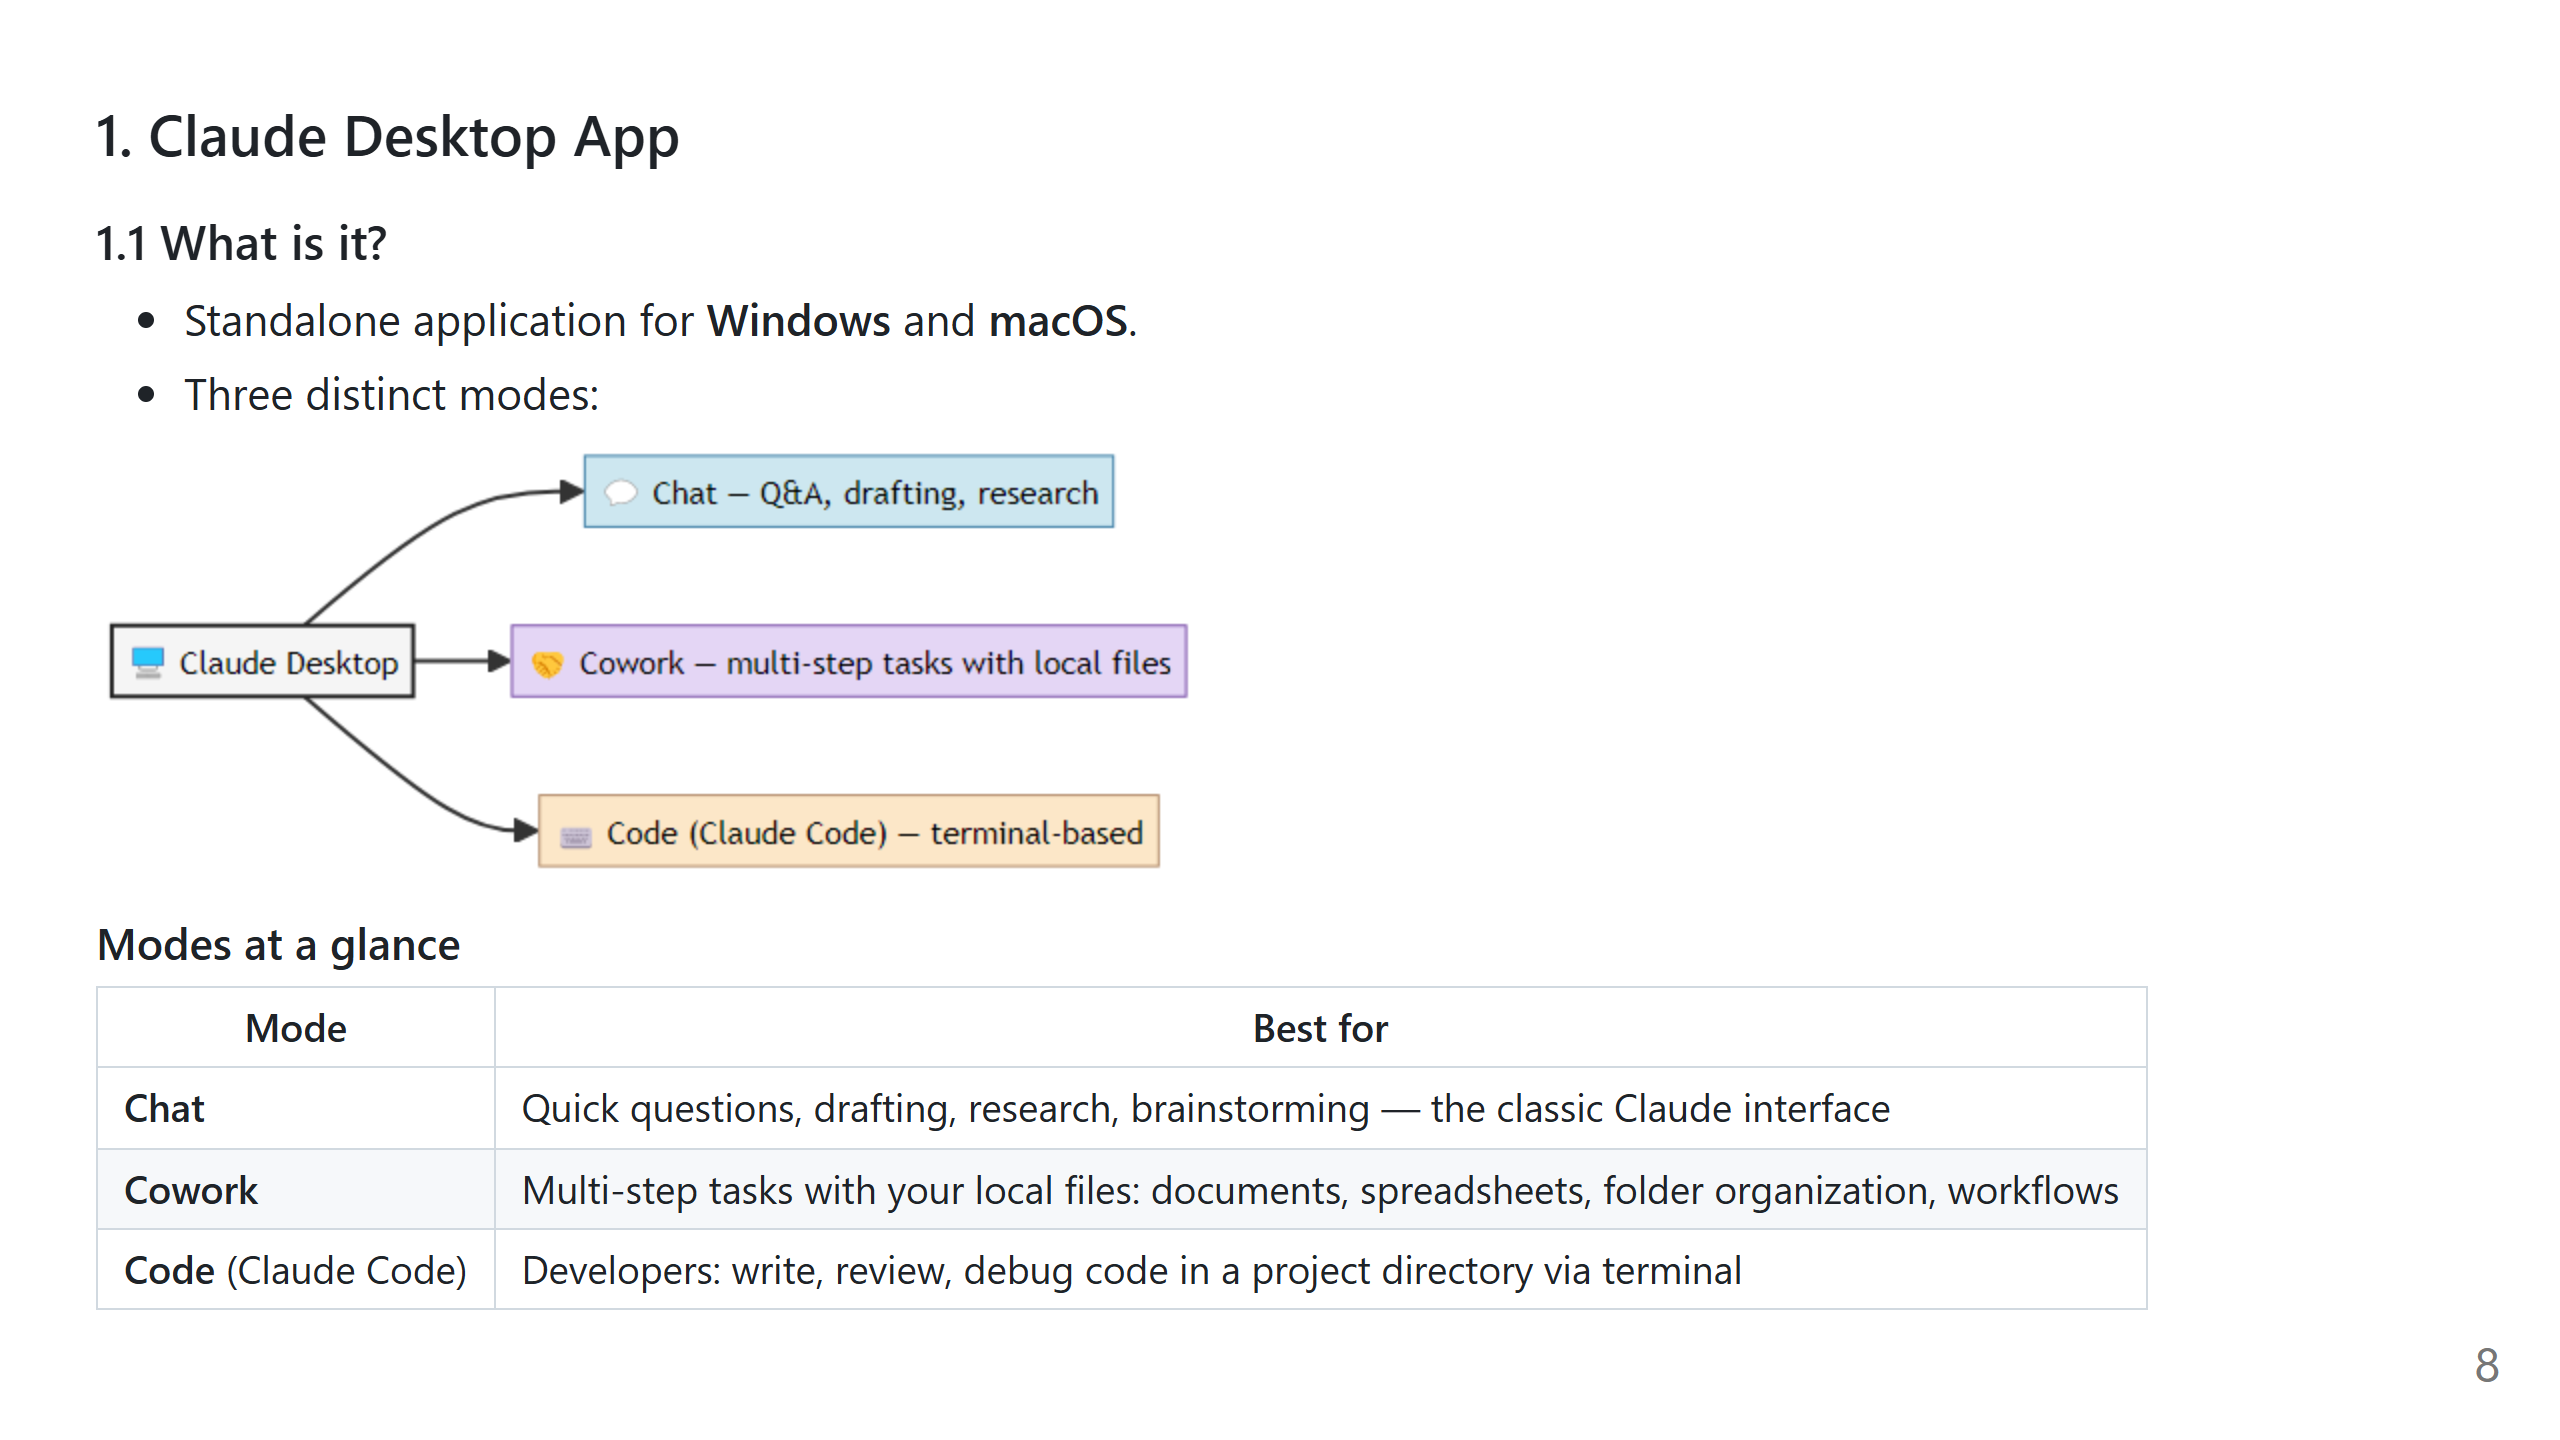 1. Claude Desktop App
1.1 What is it?
Standalone application for Windows and macOS.
Three distinct modes:
Chat – Q&A, drafting, research
Claude Desktop
Cowork – multi-step tasks with local files
Code (Claude Code) – terminal-based
Modes at a glance
Mode Best for
Chat Quick questions, drafting, research, brainstorming — the classic Claude interface
Cowork Multi-step tasks with your local files: documents, spreadsheets, folder organization, workflows
Code (Claude Code) Developers: write, review, debug code in a project directory via terminal
8